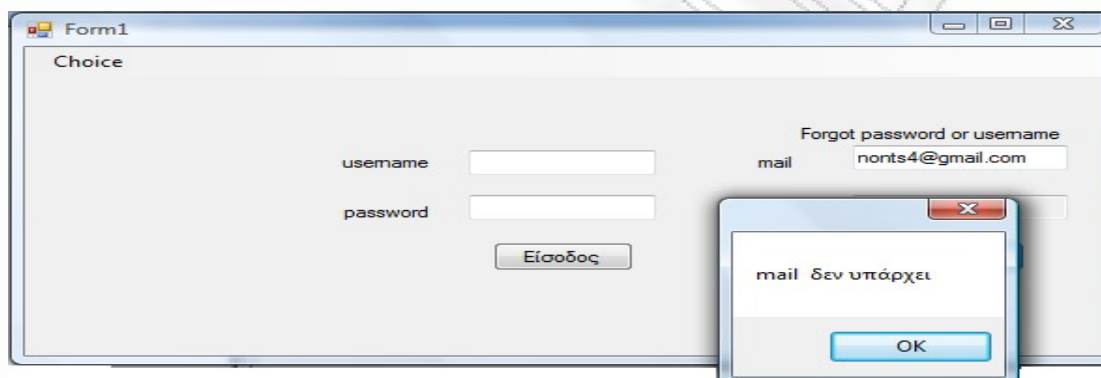 Form1
Choice
Forgot password or username
username
mail
nonts4@gmail.com
password
Είσοδος
mail δεν υπάρχει
OK